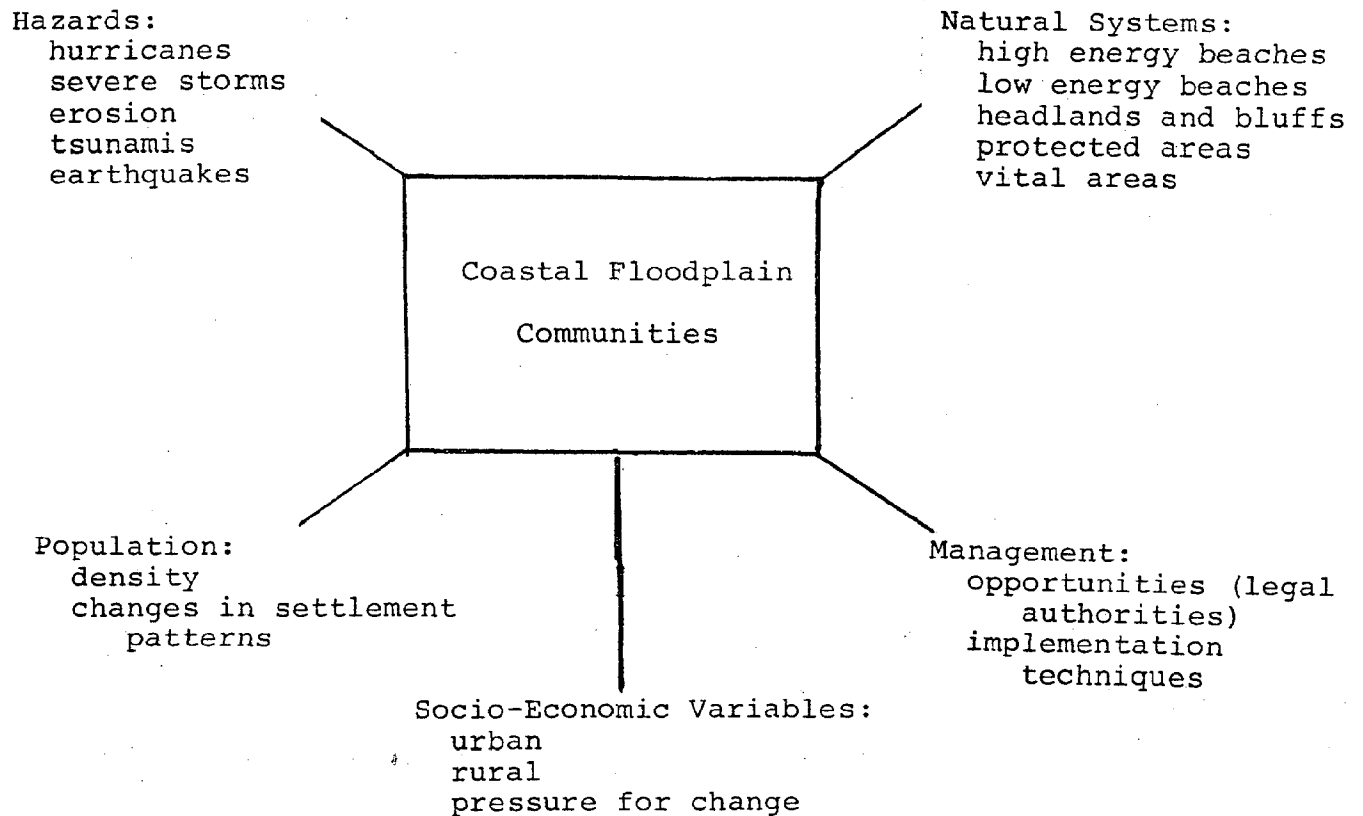 Hazards:
hurricanes
severe storms
erosion
tsunamis
earthquakes
Natural Systems:
high energy beaches
low energy beaches
headlands and bluffs
protected areas
vital areas
Coastal Floodplain
Communities
Population:
density
changes in settlement
patterns
Management:
opportunities (legal
authorities)
implementation
techniques
Socio-Economic Variables:
urban
rural
pressure for change